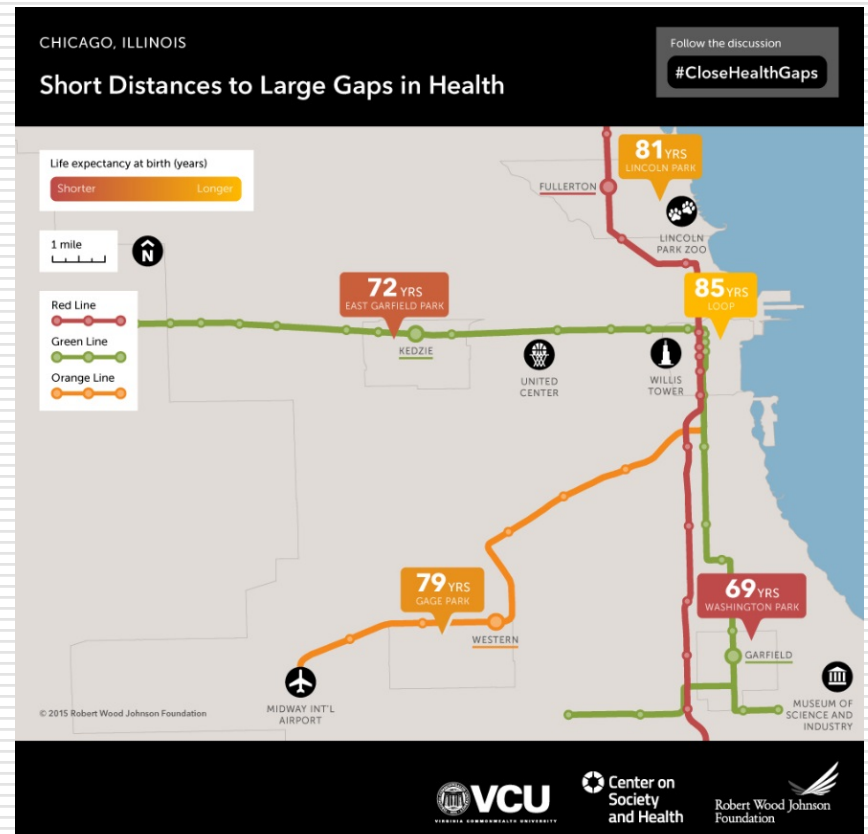 CHICAGO, ILLINOIS
Short Distances to Large Gaps in Health
Follow the discussion
#CloseHealthGaps
Life expectancy at birth (years)
Shorter Longer
1 mile
N
Red Line
Green Line
Orange Line
81 YRS
LINCOLN PARK
FULLERTON
LINCOLN
PARK ZOO
72 YRS
EAST GARFIELD PARK
KEDZIE
85 YRS
LOOP
UNITED
CENTER
WILLIS
TOWER
79 YRS
GAGE PARK
WESTERN
69 YRS
WASHINGTON PARK
GARFIELD
MIDWAY INT'L
AIRPORT
MUSEUM OF
SCIENCE AND
INDUSTRY
© 2015 Robert Wood Johnson Foundation
VCU
VIRGINIA COMMONWEALTH UNIVERSITY
Center on
Society
and Health
Robert Wood Johnson
Foundation